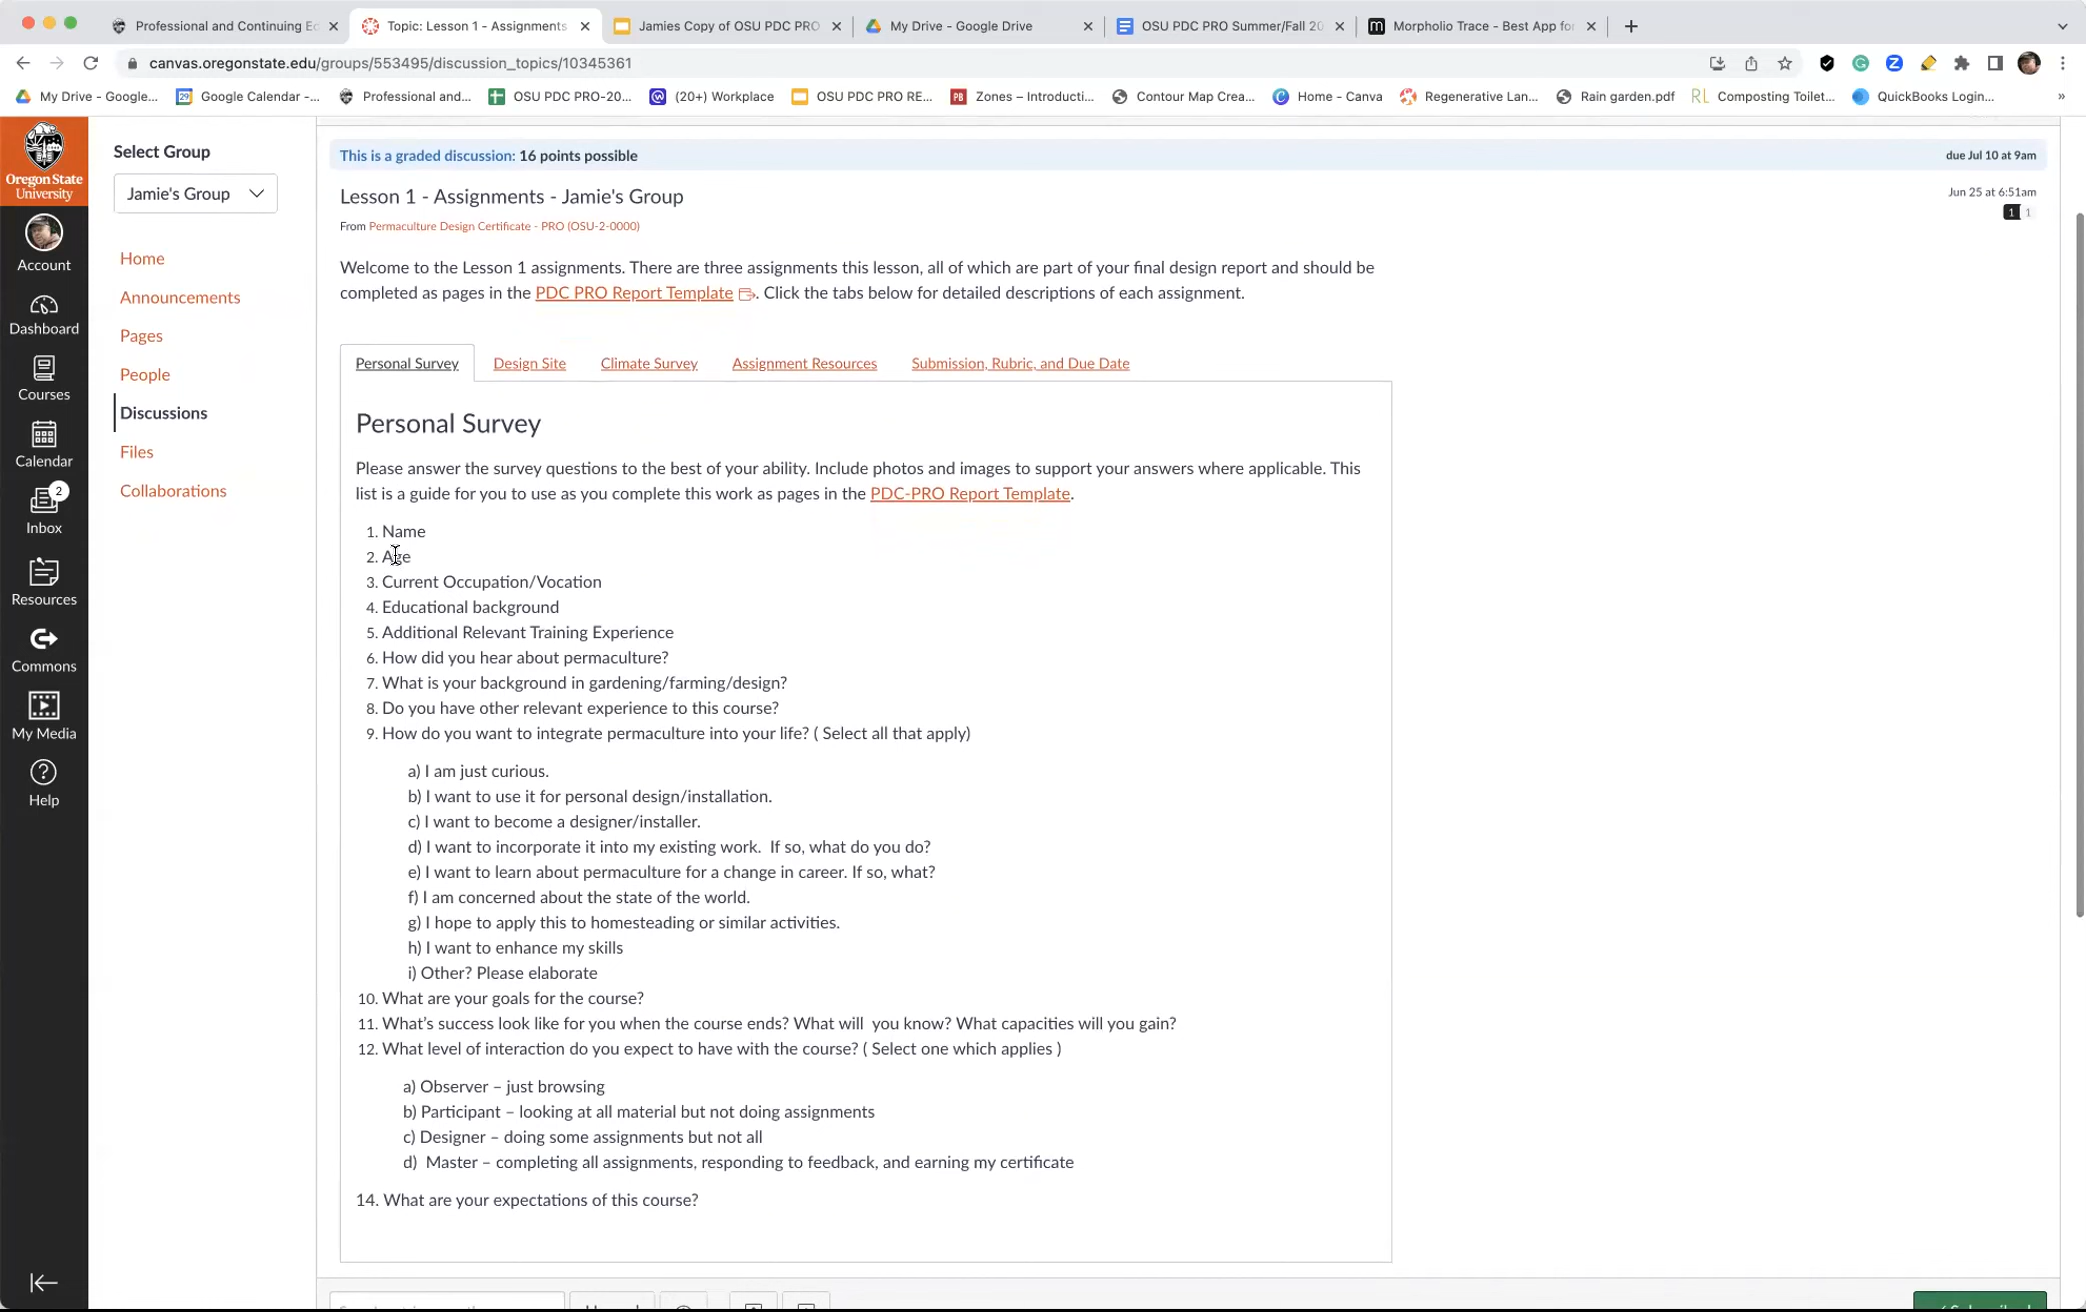 Professional and Continuing Ed
Topic: Lesson 1 - Assignments
Jamies Copy of OSU PDC PRO
My Drive - Google Drive
OSU PDC PRO Summer/Fall 20
Morpholio Trace - Best App for
canvas.oregonstate.edu/groups/553495/discussion_topics/10345361
My Drive - Google...
Google Calendar -...
Professional and...
OSU PDC PRO-20...
(20+) Workplace
OSU PDC PRO RE...
Zones – Introducti...
Contour Map Crea...
Home - Canva
Regenerative Lan...
Rain garden.pdf
Composting Toilet...
QuickBooks Login...
Oregon State
University
Account
Dashboard
Courses
Calendar
2
Inbox
Resources
Commons
My Media
Help
Select Group
Jamie's Group
Home
Announcements
Pages
People
Discussions
Files
Collaborations
This is a graded discussion: 16 points possible
due Jul 10 at 9am
Lesson 1 - Assignments - Jamie's Group
Jun 25 at 6:51am
1 1
From Permaculture Design Certificate - PRO (OSU-2-0000)
Welcome to the Lesson 1 assignments. There are three assignments this lesson, all of which are part of your final design report and should be
completed as pages in the PDC PRO Report Template. Click the tabs below for detailed descriptions of each assignment.
Personal Survey
Design Site
Climate Survey
Assignment Resources
Submission, Rubric, and Due Date
Personal Survey
Please answer the survey questions to the best of your ability. Include photos and images to support your answers where applicable. This
list is a guide for you to use as you complete this work as pages in the PDC-PRO Report Template.
1. Name
2. Age
3. Current Occupation/Vocation
4. Educational background
5. Additional Relevant Training Experience
6. How did you hear about permaculture?
7. What is your background in gardening/farming/design?
8. Do you have other relevant experience to this course?
9. How do you want to integrate permaculture into your life? ( Select all that apply)
a) I am just curious.
b) I want to use it for personal design/installation.
c) I want to become a designer/installer.
d) I want to incorporate it into my existing work.  If so, what do you do?
e) I want to learn about permaculture for a change in career. If so, what?
f) I am concerned about the state of the world.
g) I hope to apply this to homesteading or similar activities.
h) I want to enhance my skills
i) Other? Please elaborate
10. What are your goals for the course?
11. What's success look like for you when the course ends? What will  you know? What capacities will you gain?
12. What level of interaction do you expect to have with the course? ( Select one which applies )
a) Observer – just browsing
b) Participant – looking at all material but not doing assignments
c) Designer – doing some assignments but not all
d)  Master – completing all assignments, responding to feedback, and earning my certificate
14. What are your expectations of this course?